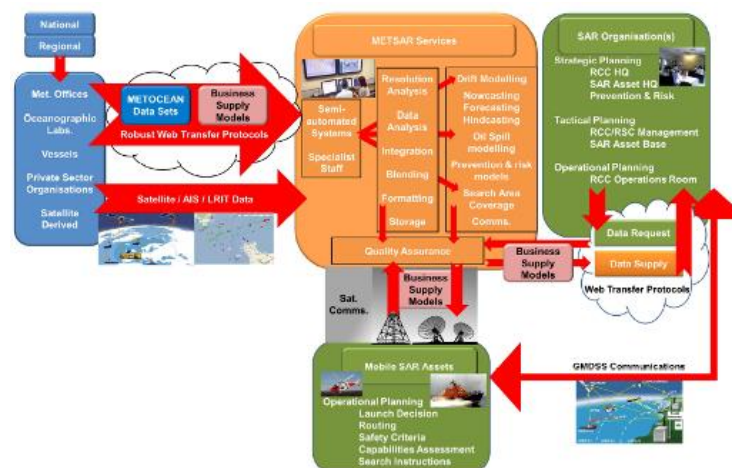 National
Regional
Met. Offices
Oceanographic
Labs.
Vessels
Private Sector
Organisations
Satellite
Derived
METOCEAN
Data Sets
Business
Supply
Models
Robust Web Transfer Protocols
Satellite / AIS / LRIT Data
METSAR Services
Semi-
automated
Systems
Specialist
Staff
Resolution
Analysis
Data
Analysis
Integration
Blending
Formatting
Storage
Drift Modelling
Nowcasting
Forecasting
Hindcasting
Oil Spill
modelling
Prevention
& risk
models
Search Area
Coverage
Comms.
Quality Assurance
SAR Organisation(s)
Strategic Planning
RCC HQ
SAR Asset HQ
Prevention & Risk
Tactical Planning
RCC/RSC Management
SAR Asset Base
Operational Planning
RCC Operations Room
Data Request
Data Supply
Web Transfer Protocols
Business
Supply
Models
Sat.
Comms.
Business
Supply
Models
Mobile SAR Assets
Operational Planning
Launch Decision
Routing
Safety Criteria
Capabilities Assessment
Search Instructions
GMDSS Communications